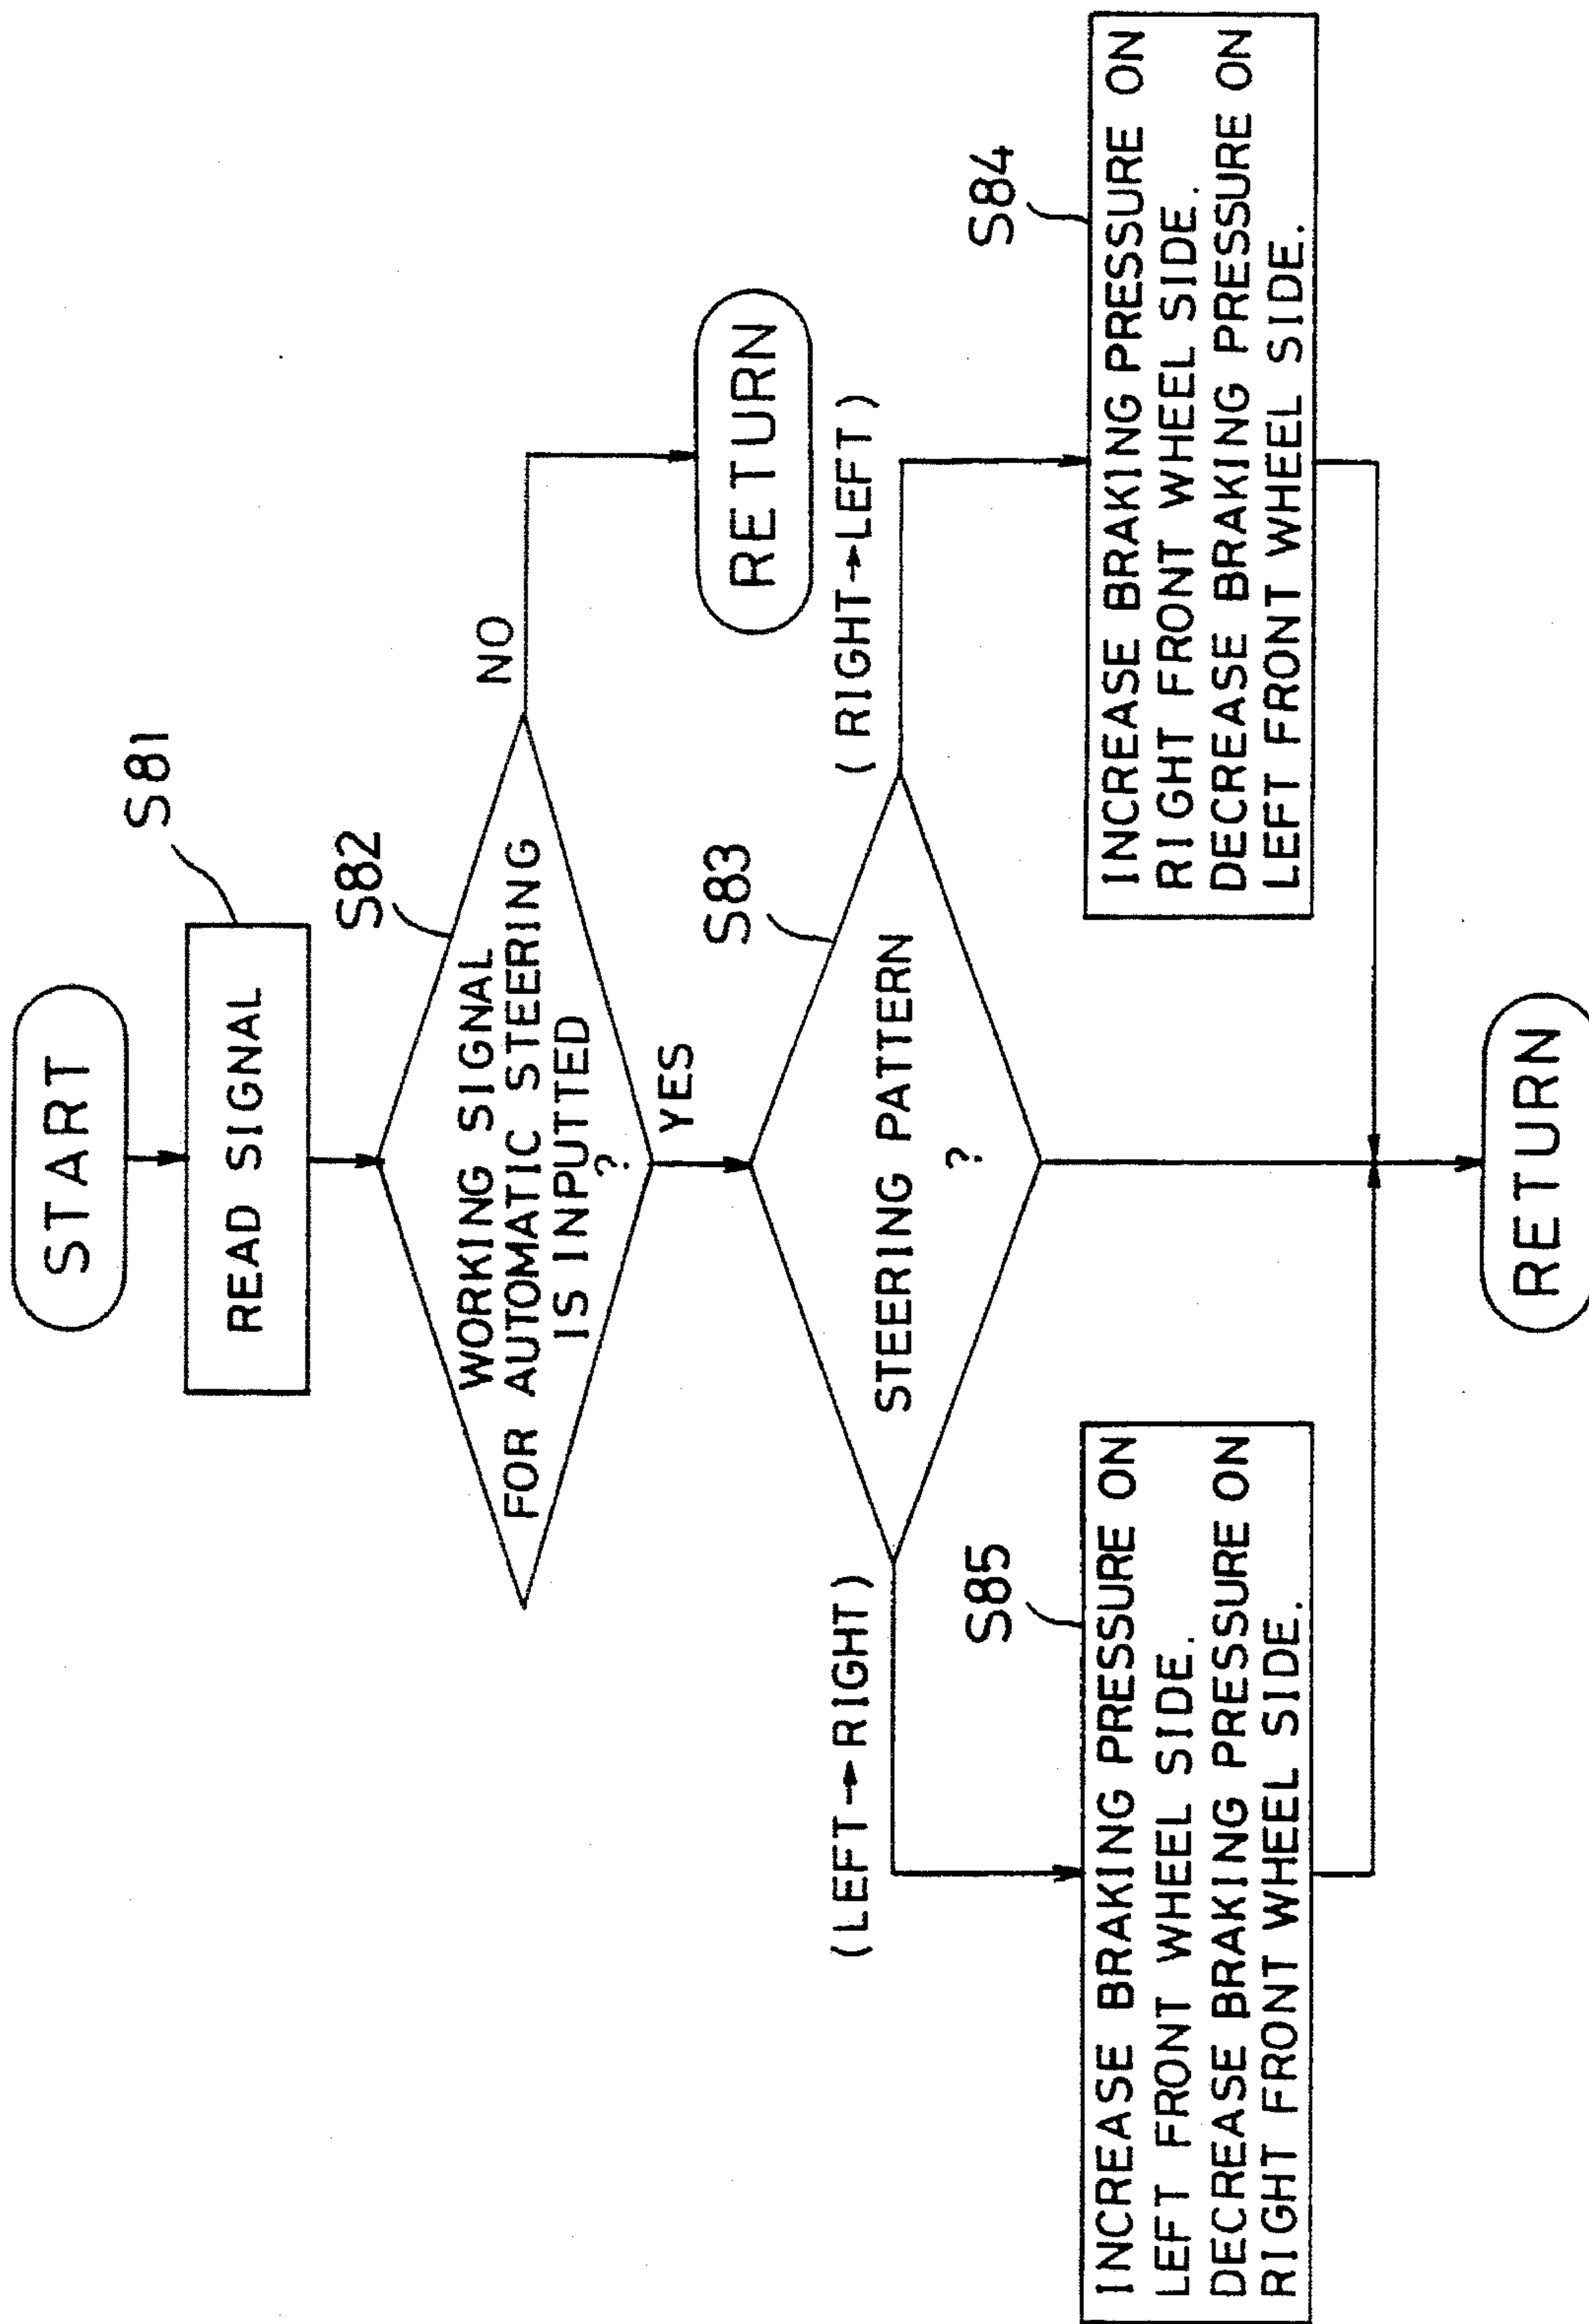 START
S81
READ SIGNAL
S82
WORKING SIGNAL
FOR AUTOMATIC STEERING
IS INPUTTED
?
NO
YES
RETURN
S83
STEERING PATTERN
?
(LEFT→RIGHT)
(RIGHT→LEFT)
S85
INCREASE BRAKING PRESSURE ON
LEFT FRONT WHEEL SIDE.
DECREASE BRAKING PRESSURE ON
RIGHT FRONT WHEEL SIDE.
S84
INCREASE BRAKING PRESSURE ON
RIGHT FRONT WHEEL SIDE.
DECREASE BRAKING PRESSURE ON
LEFT FRONT WHEEL SIDE.
RETURN